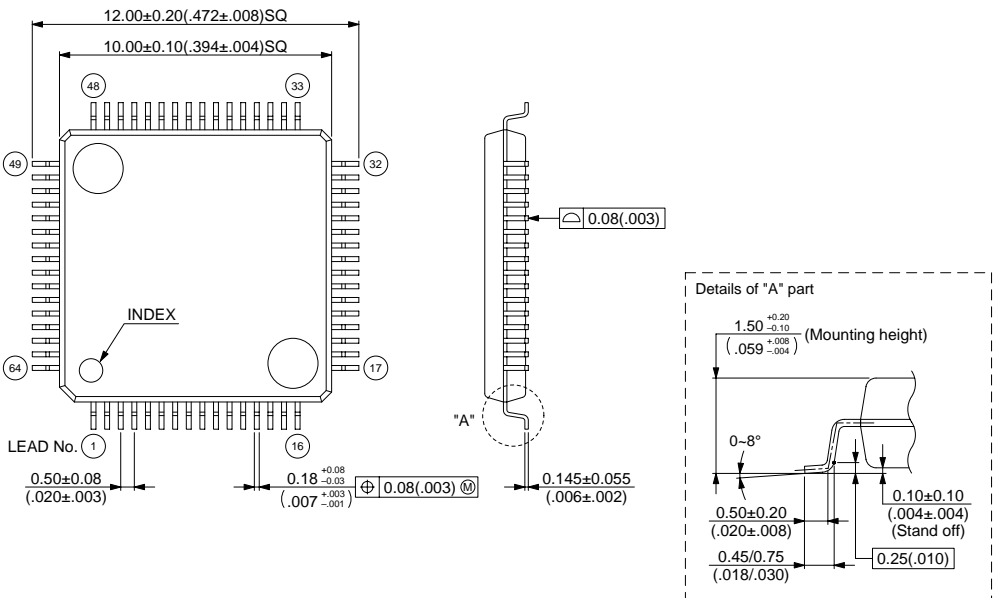 12.00±0.20(.472±.008)SQ
10.00±0.10(.394±.004)SQ
48
33
49
32
0.08(.003)
INDEX
64
17
"A"
LEAD No.
1
16
0.50±0.08
(.020±.003)
0.18 +0.08 –0.03
(.007 +.003 –.001)
⌖ 0.08(.003) Ⓜ
0.145±0.055
(.006±.002)
Details of "A" part
1.50 +0.20 –0.10
(.059 +.008 –.004)
(Mounting height)
0~8°
0.50±0.20
(.020±.008)
0.45/0.75
(.018/.030)
0.10±0.10
(.004±.004)
(Stand off)
0.25(.010)